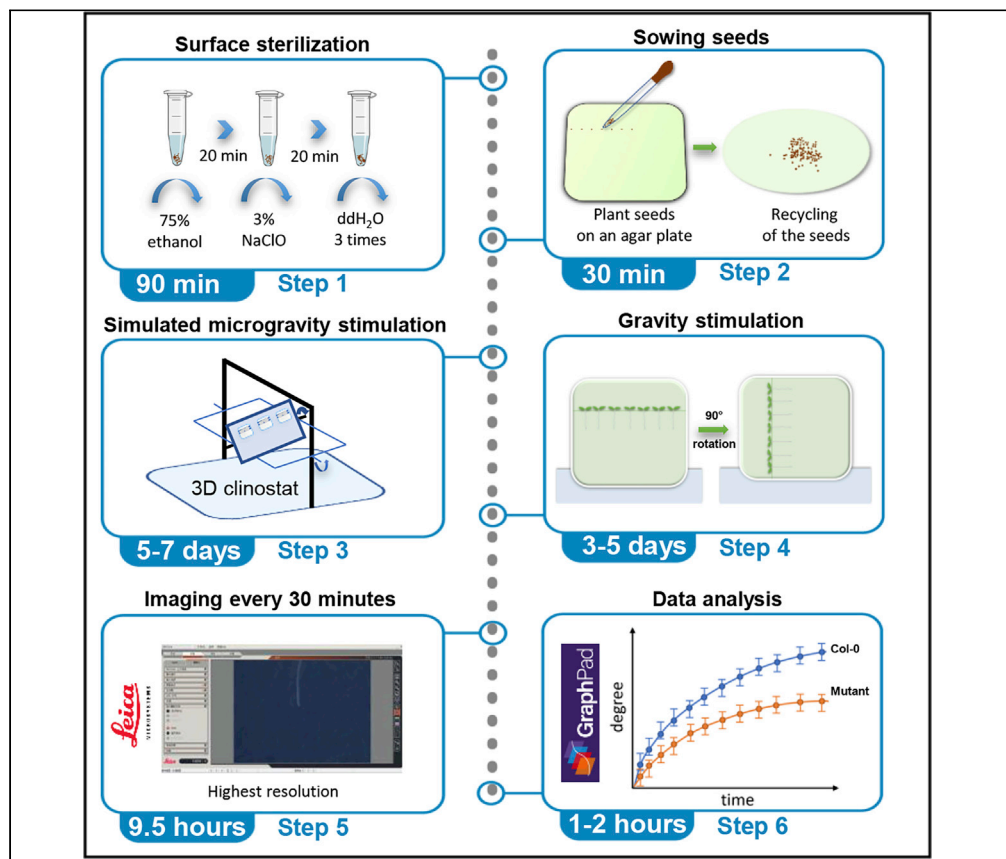 Surface sterilization
20 min
20 min
75%
ethanol
3%
NaClO
ddH₂O
3 times
90 min
Step 1
Sowing seeds
Plant seeds
on an agar plate
Recycling
of the seeds
30 min
Step 2
Simulated microgravity stimulation
3D clinostat
5-7 days
Step 3
Gravity stimulation
90°
rotation
3-5 days
Step 4
Imaging every 30 minutes
Leica
Highest resolution
9.5 hours
Step 5
Data analysis
GraphPad
degree
Col-0
Mutant
time
1-2 hours
Step 6